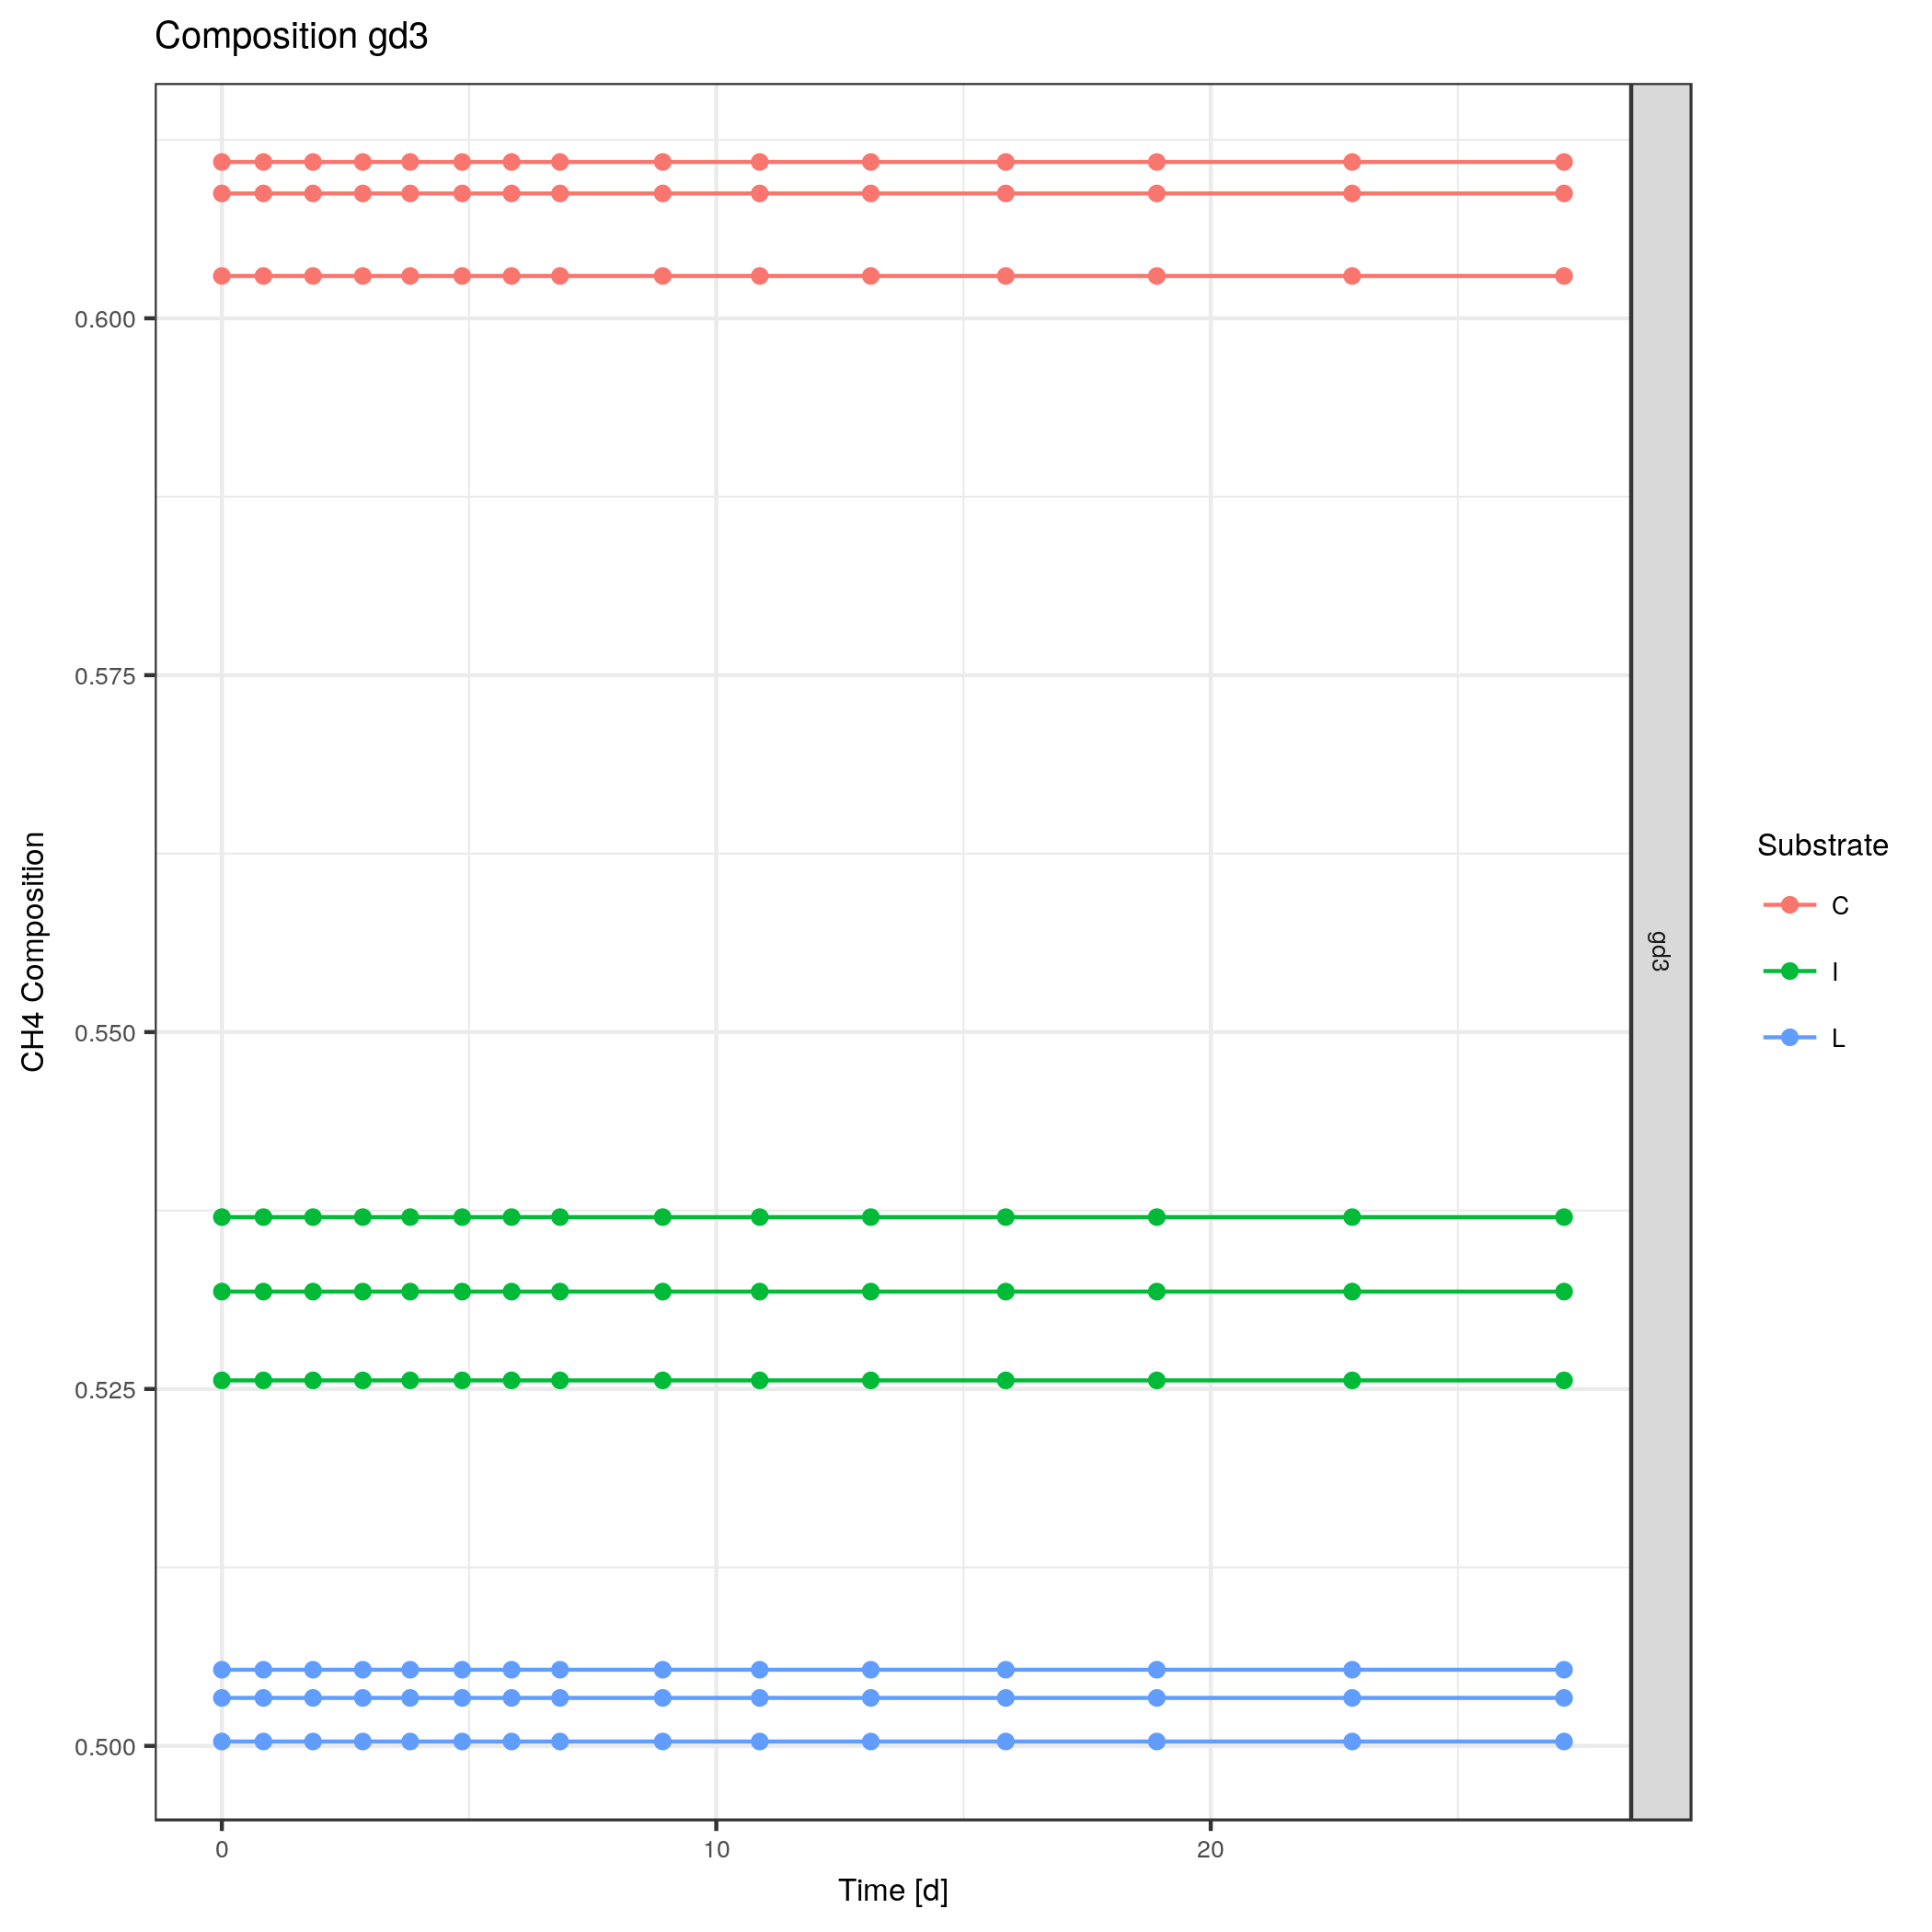 Composition gd3
CH4 Composition
0.600
0.575
0.550
0.525
0.500
0
10
20
Time [d]
gd3
Substrate
C
I
L